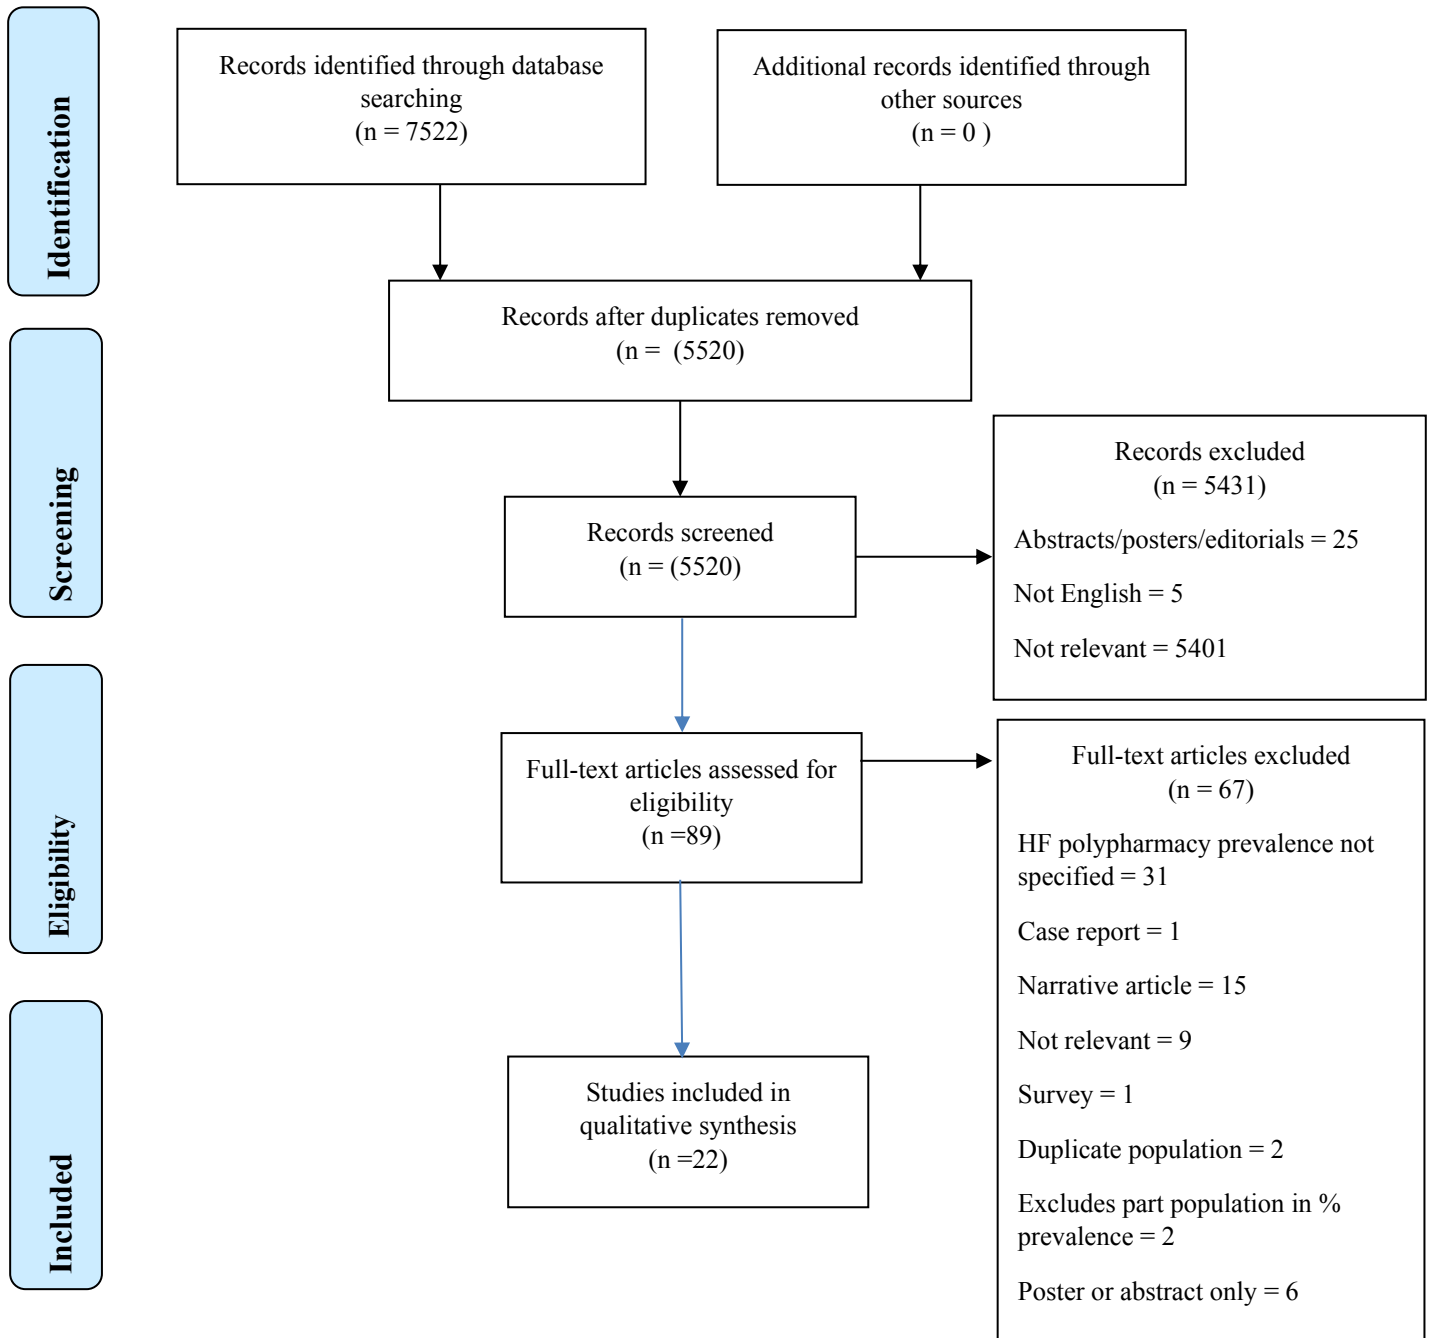 Identification
Records identified through database
searching
(n = 7522)
Additional records identified through
other sources
(n = 0 )
Records after duplicates removed
(n =  (5520)
Screening
Records screened
(n = (5520)
Records excluded
(n = 5431)
Abstracts/posters/editorials = 25
Not English = 5
Not relevant = 5401
Eligibility
Full-text articles assessed for
eligibility
(n =89)
Full-text articles excluded
(n = 67)
HF polypharmacy prevalence not
specified = 31
Case report = 1
Narrative article = 15
Not relevant = 9
Survey = 1
Duplicate population = 2
Excludes part population in %
prevalence = 2
Poster or abstract only = 6
Included
Studies included in
qualitative synthesis
(n =22)